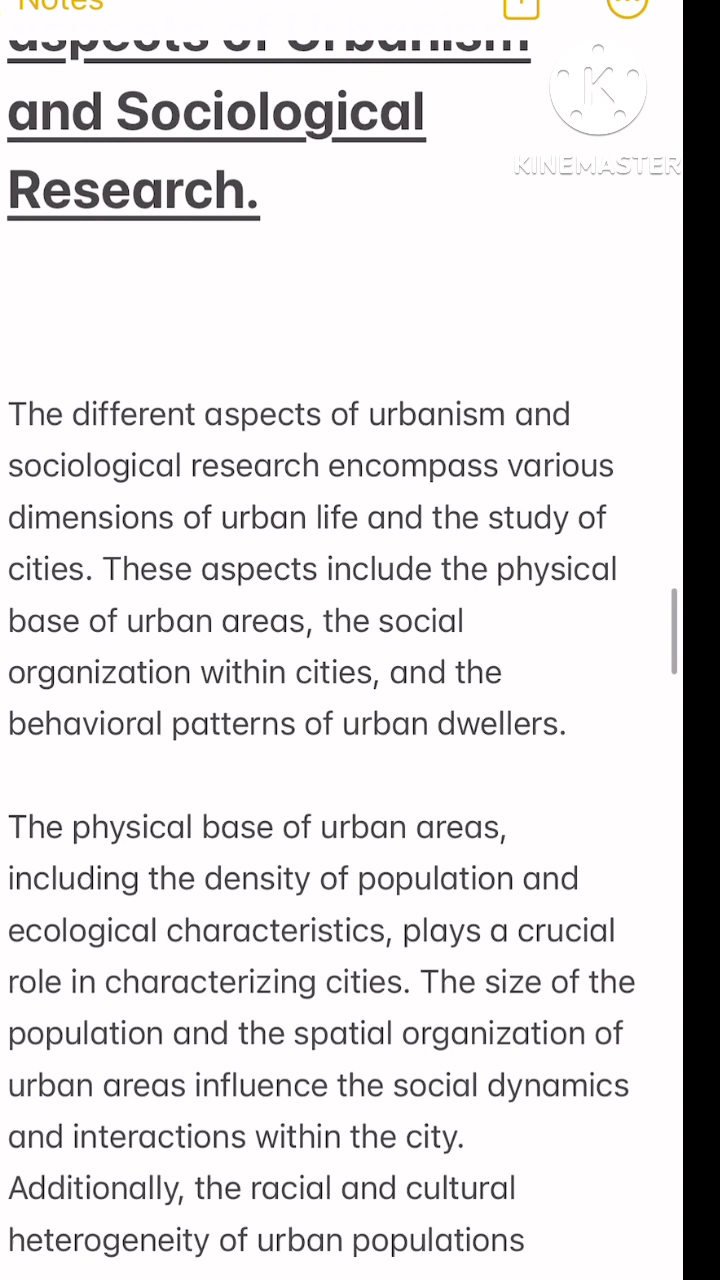 Notes
aspects of Urbanism
and Sociological
Research.
K
KINEMASTER
The different aspects of urbanism and
sociological research encompass various
dimensions of urban life and the study of
cities. These aspects include the physical
base of urban areas, the social
organization within cities, and the
behavioral patterns of urban dwellers.
The physical base of urban areas,
including the density of population and
ecological characteristics, plays a crucial
role in characterizing cities. The size of the
population and the spatial organization of
urban areas influence the social dynamics
and interactions within the city.
Additionally, the racial and cultural
heterogeneity of urban populations